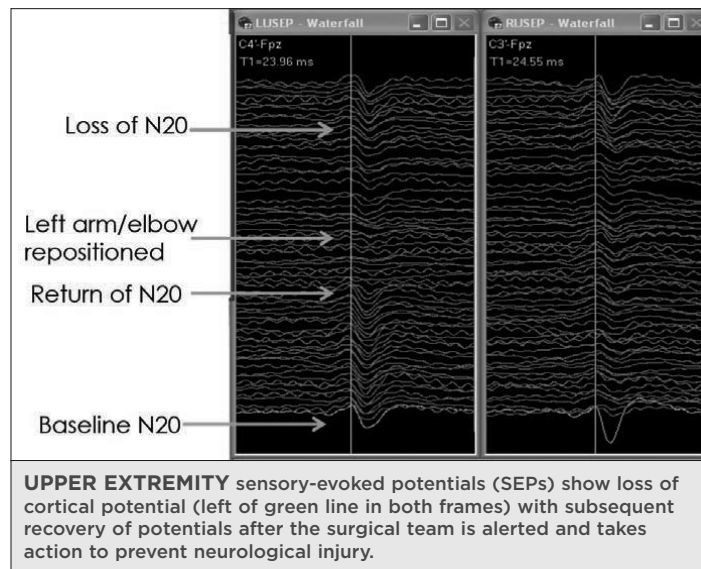 LUSEP - Waterfall
C4'-Fpz
T1=23.96 ms
RUSEP - Waterfall
C3'-Fpz
T1=24.55 ms
Loss of N20
Left arm/elbow
repositioned
Return of N20
Baseline N20
UPPER EXTREMITY sensory-evoked potentials (SEPs) show loss of
cortical potential (left of green line in both frames) with subsequent
recovery of potentials after the surgical team is alerted and takes
action to prevent neurological injury.